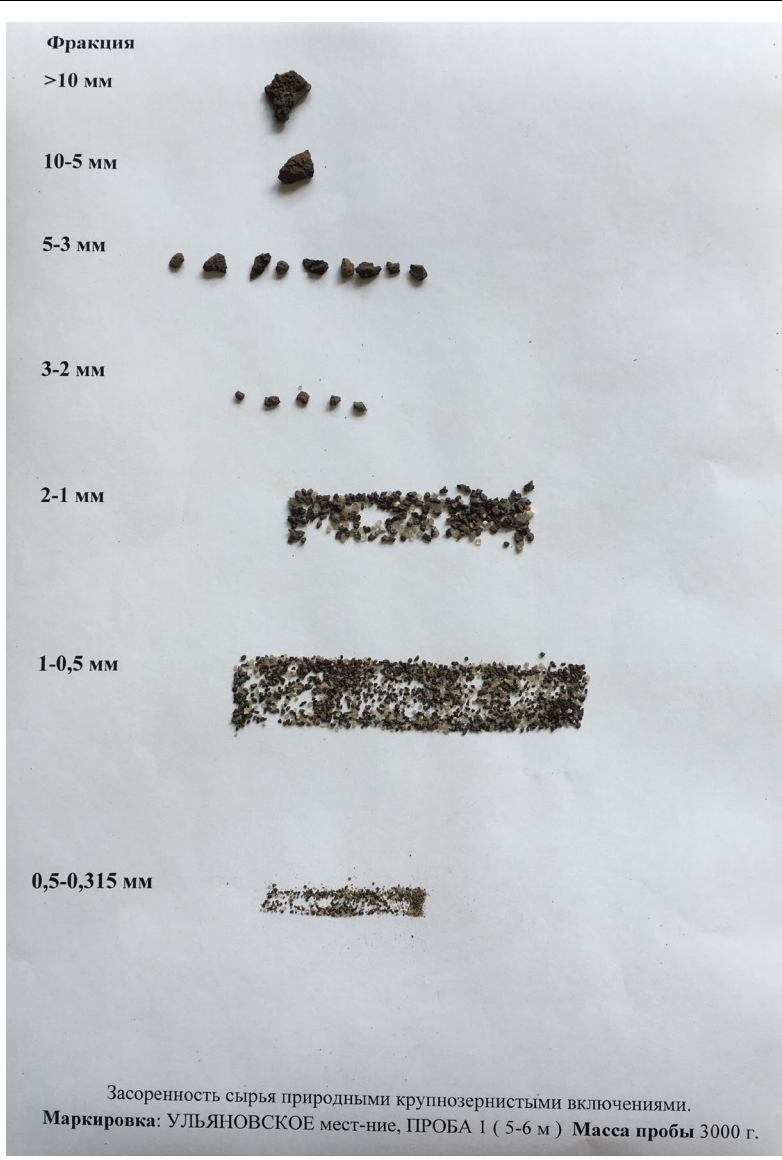 Фракция
>10 мм
10-5 мм
5-3 мм
3-2 мм
2-1 мм
1-0,5 мм
0,5-0,315 мм
Засоренность сырья природными крупнозернистыми включениями.
Маркировка: УЛЬЯНОВСКОЕ мест-ние, ПРОБА 1 ( 5-6 м ) Масса пробы 3000 г.